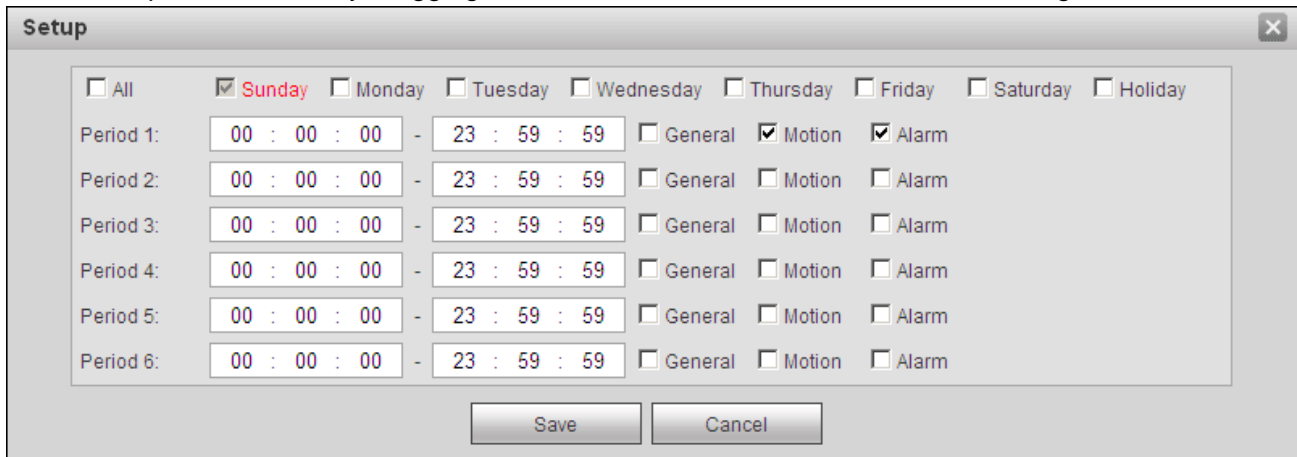 Setup
All Sunday Monday Tuesday Wednesday Thursday Friday Saturday Holiday
Period 1: 00 : 00 : 00 - 23 : 59 : 59 General Motion Alarm
Period 2: 00 : 00 : 00 - 23 : 59 : 59 General Motion Alarm
Period 3: 00 : 00 : 00 - 23 : 59 : 59 General Motion Alarm
Period 4: 00 : 00 : 00 - 23 : 59 : 59 General Motion Alarm
Period 5: 00 : 00 : 00 - 23 : 59 : 59 General Motion Alarm
Period 6: 00 : 00 : 00 - 23 : 59 : 59 General Motion Alarm
Save Cancel